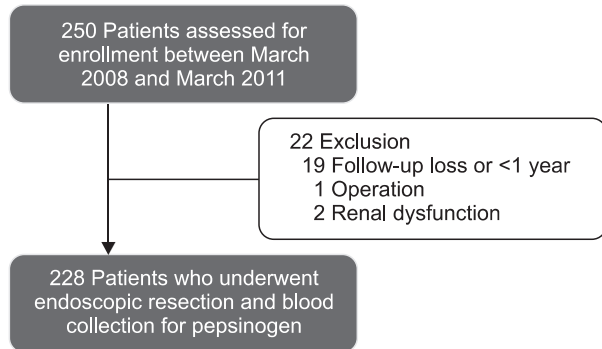 250 Patients assessed for
enrollment between March
2008 and March 2011
22 Exclusion
19 Follow-up loss or <1 year
1 Operation
2 Renal dysfunction
228 Patients who underwent
endoscopic resection and blood
collection for pepsinogen